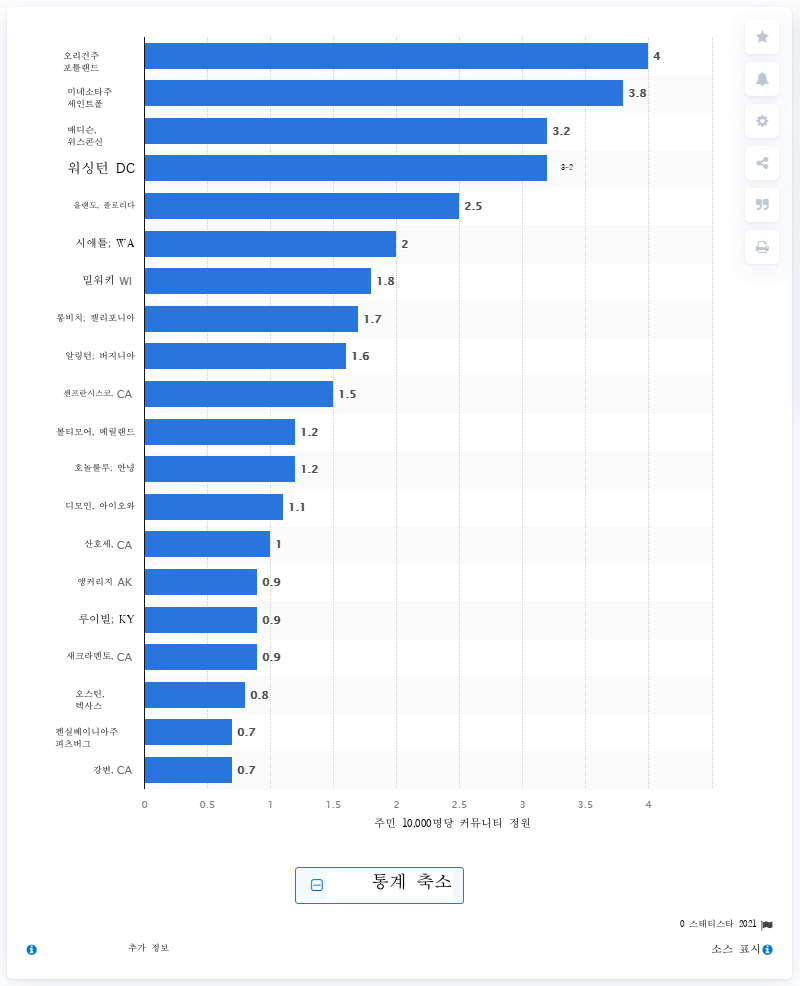 오리건주
포틀랜드
4
미네소타주
세인트폴
3.8
매디슨,
위스콘신
3.2
워싱턴 DC
3-2
올랜도, 플로리다
2.5
시애틀; WA
2
밀워키 WI
1.8
롱비치; 캘리포니아
1.7
알링턴; 버지니아
1.6
샌프란시스코, CA
1.5
볼티모어, 메릴랜드
1.2
호놀룰루; 안녕
1.2
디모인, 아이오와
1.1
산호세, CA
1
앵커리지 AK
0.9
루이빌; KY
0.9
새크라멘토, CA
0.9
오스틴,
텍사스
0.8
펜실베이니아주
피츠버그
0.7
강변, CA
0.7
0 0.5 1 1.5 2 2.5 3 3.5 4
주민 10,000명당 커뮤니티 정원
통계 축소
0 스태티스타 2021
추가 정보
소스 표시